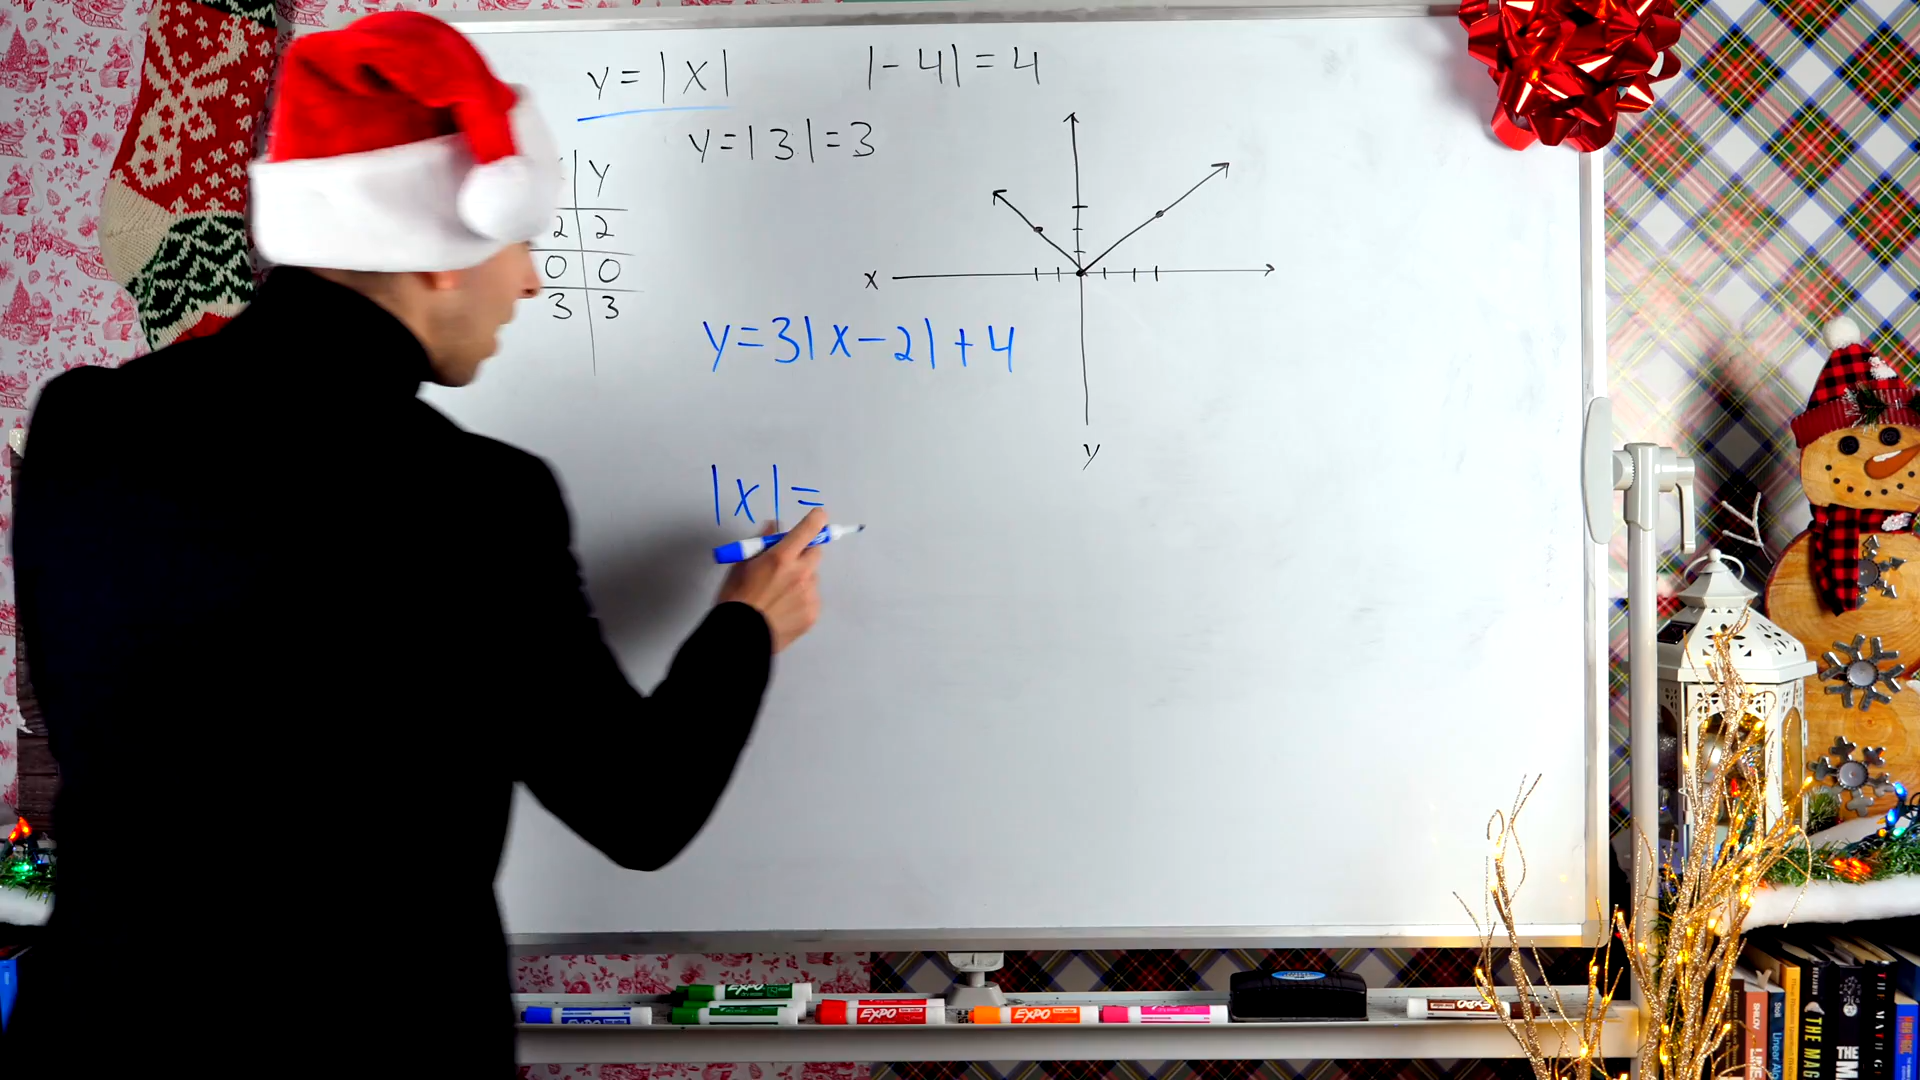 y = |x|
|-4| = 4
y = |3| = 3
y
2 2
0 0
3 3
x
y
y = 3|x - 2| + 4
|x| =
EXPO
EXPO
EXPO
EXPO
THE MAG
THE